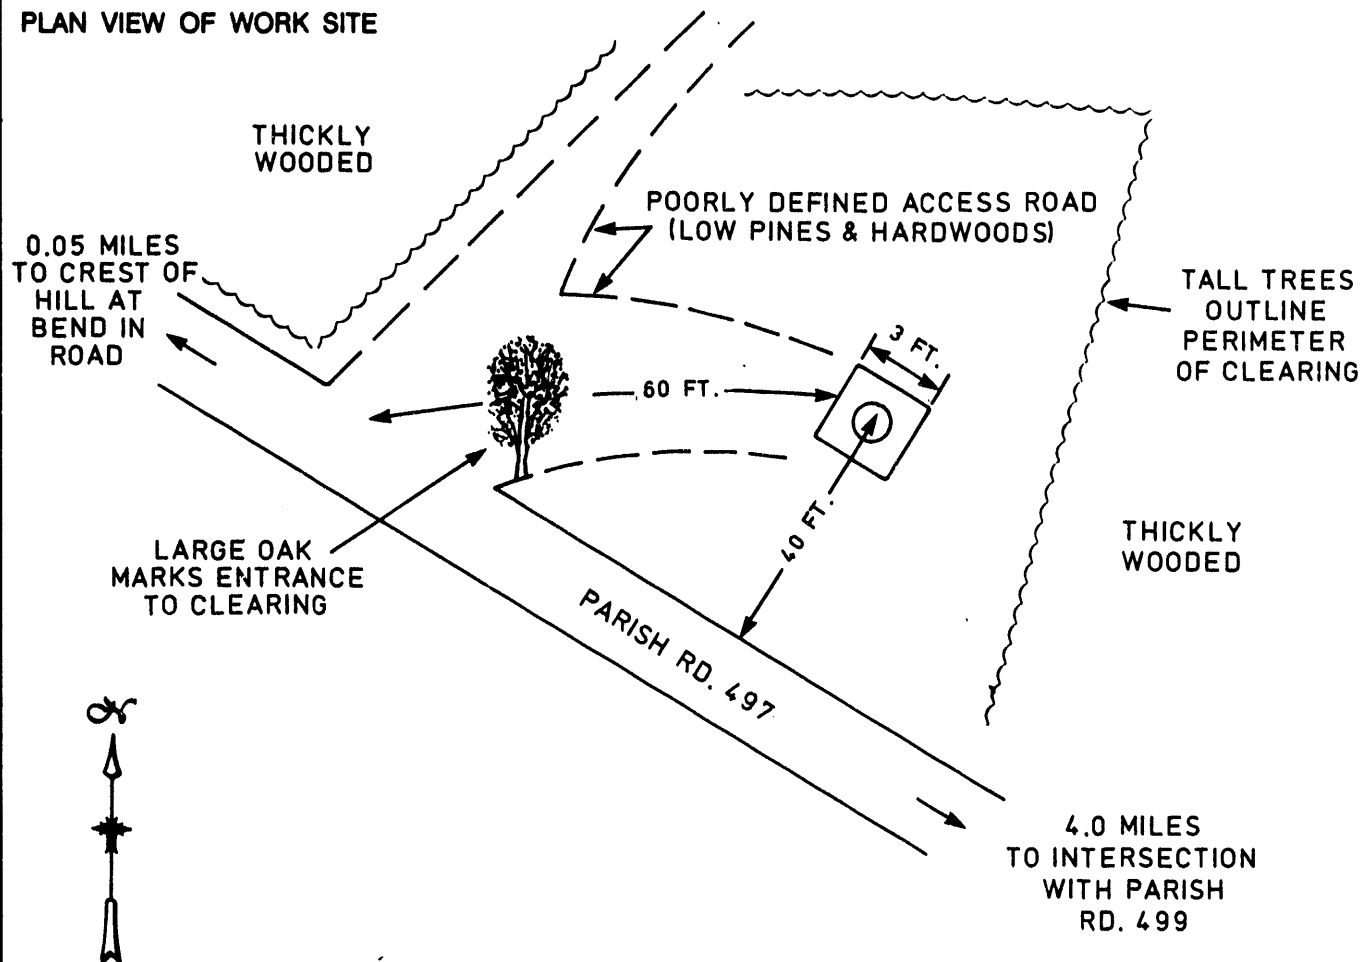 PLAN VIEW OF WORK SITE
THICKLY
WOODED
POORLY DEFINED ACCESS ROAD
(LOW PINES & HARDWOODS)
0.05 MILES
TO CREST OF
HILL AT
BEND IN
ROAD
TALL TREES
OUTLINE
PERIMETER
OF CLEARING
3 FT.
60 FT.
40 FT.
LARGE OAK
MARKS ENTRANCE
TO CLEARING
THICKLY
WOODED
PARISH RD. 497
N
4.0 MILES
TO INTERSECTION
WITH PARISH
RD. 499